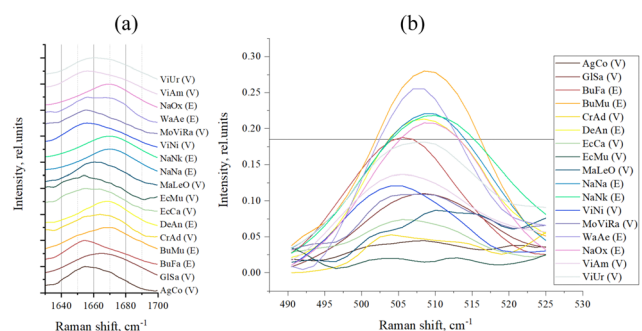 (a)
(b)
Intensity, rel.units
ViUr (V)
ViAm (V)
NaOx (E)
WaAe (E)
MoViRa (V)
ViNi (V)
NaNk (E)
NaNa (E)
MaLeO (V)
EcMu (V)
EcCa (V)
DeAn (E)
CrAd (V)
BuMu (E)
BuFa (E)
GlSa (V)
AgCo (V)
1640 1660 1680 1700
Raman shift, cm-1
Intensity, rel.units
0.30
0.25
0.20
0.15
0.10
0.05
0.00
490 495 500 505 510 515 520 525 530
Raman shift, cm-1
AgCo (V)
GlSa (V)
BuFa (E)
BuMu (E)
CrAd (V)
DeAn (E)
EcCa (V)
EcMu (V)
MaLeO (V)
NaNa (E)
NaNk (E)
ViNi (V)
MoViRa (V)
WaAe (E)
NaOx (E)
ViAm (V)
ViUr (V)